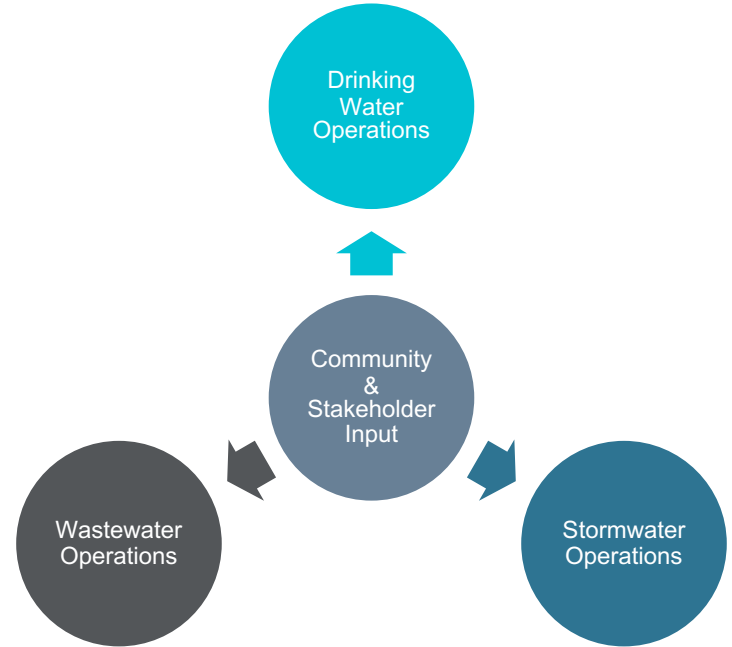 Drinking
Water
Operations
Community
&
Stakeholder
Input
Wastewater
Operations
Stormwater
Operations